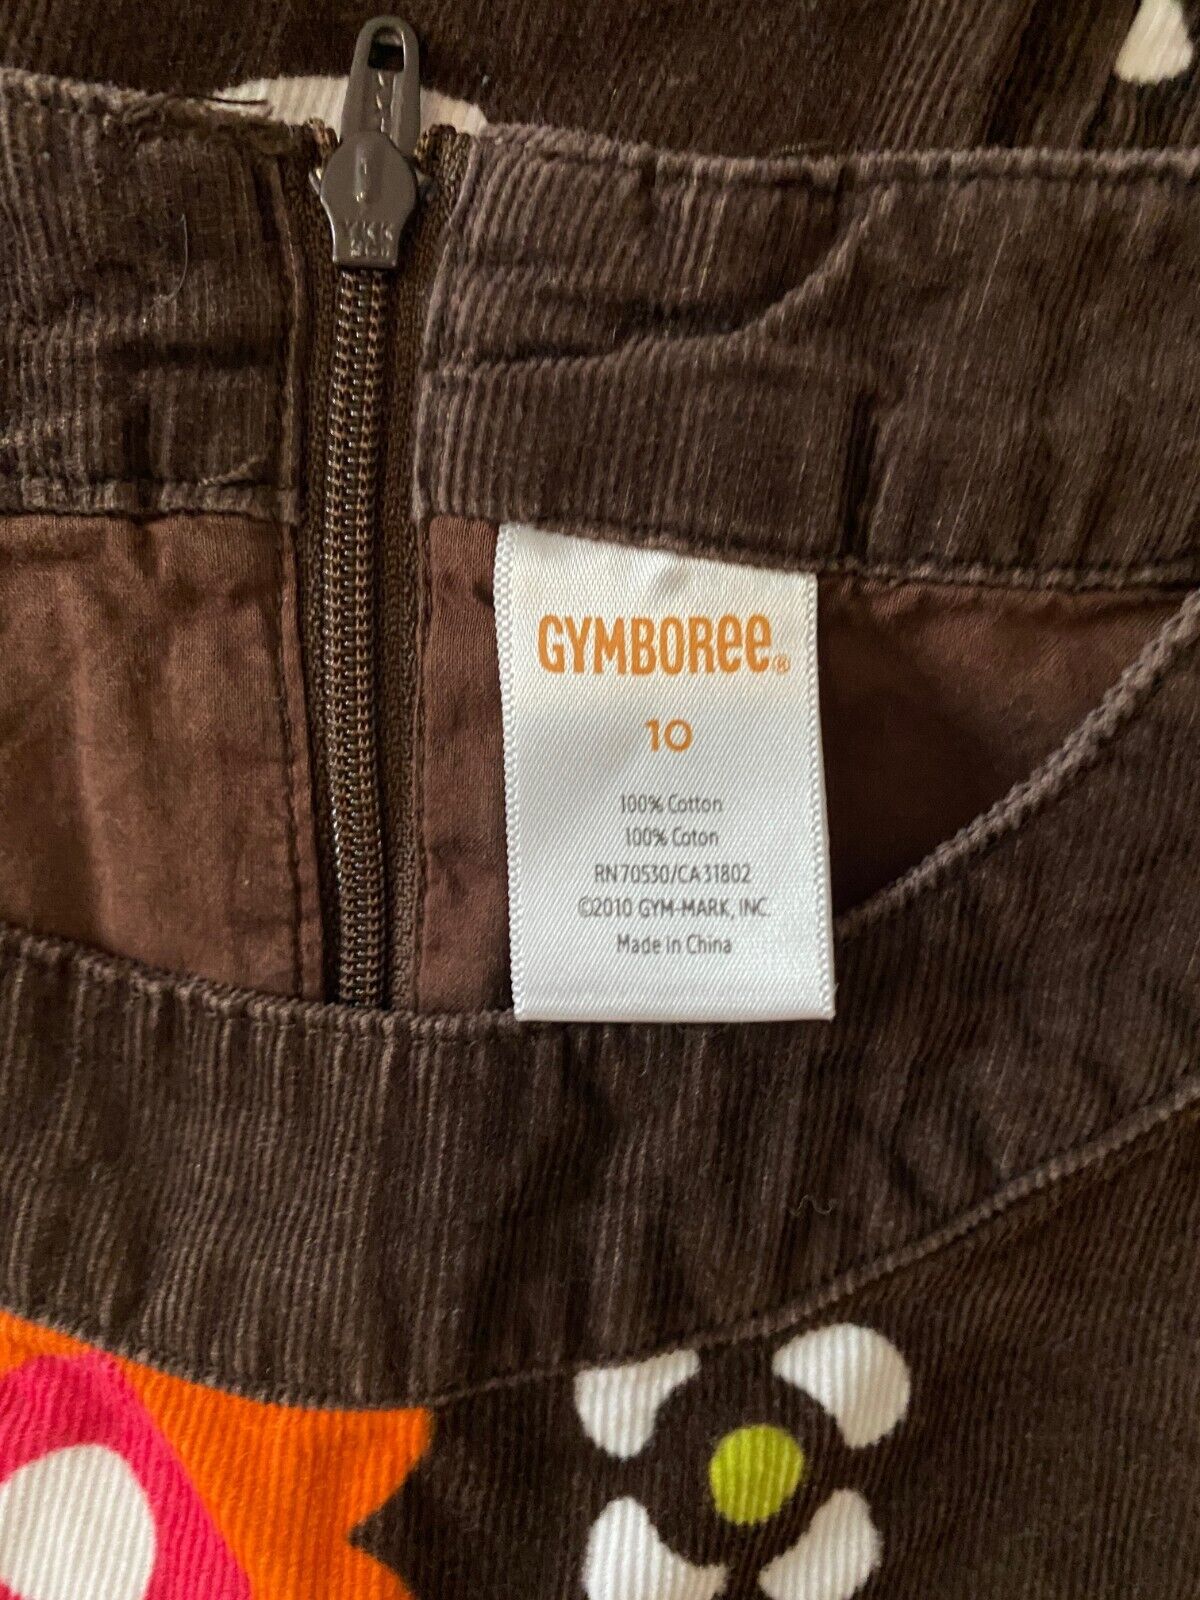 GYMBOREE®
10
100% Cotton
100% Coton
RN70530/CA31802
©2010 GYM-MARK, INC.
Made in China